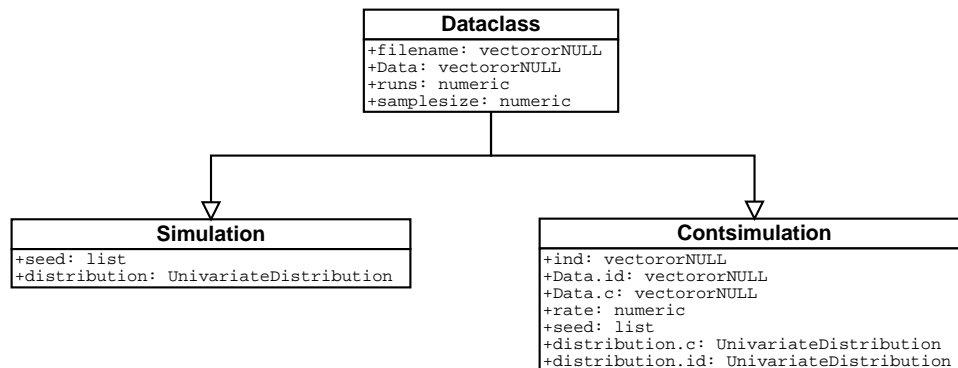 Dataclass
+filename: vectororNULL
+Data: vectororNULL
+runs: numeric
+samplesize: numeric
Simulation
+seed: list
+distribution: UnivariateDistribution
Contsimulation
+ind: vectororNULL
+Data.id: vectororNULL
+Data.c: vectororNULL
+rate: numeric
+seed: list
+distribution.c: UnivariateDistribution
+distribution.id: UnivariateDistribution